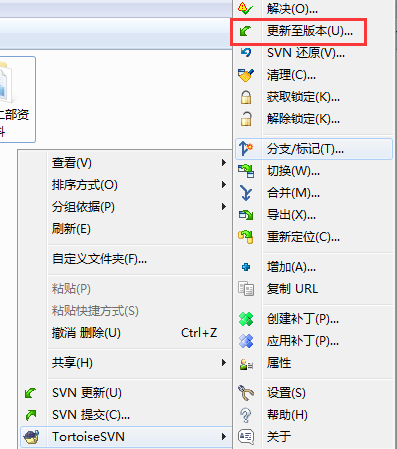 解决(O)...
更新至版本(U)...
SVN 还原(V)...
清理(C)...
获取锁定(K)...
解除锁定(K)...
分支/标记(T)...
切换(W)...
合并(M)...
导出(X)...
重新定位(C)...
增加(A)...
复制 URL
创建补丁(P)...
应用补丁(P)...
属性
设置(S)
帮助(H)
关于
二部资
料
查看(V)
排序方式(O)
分组依据(P)
刷新(E)
自定义文件夹(F)...
粘贴(P)
粘贴快捷方式(S)
撤消 删除(U) Ctrl+Z
共享(H)
SVN 更新(U)
SVN 提交(C)...
TortoiseSVN